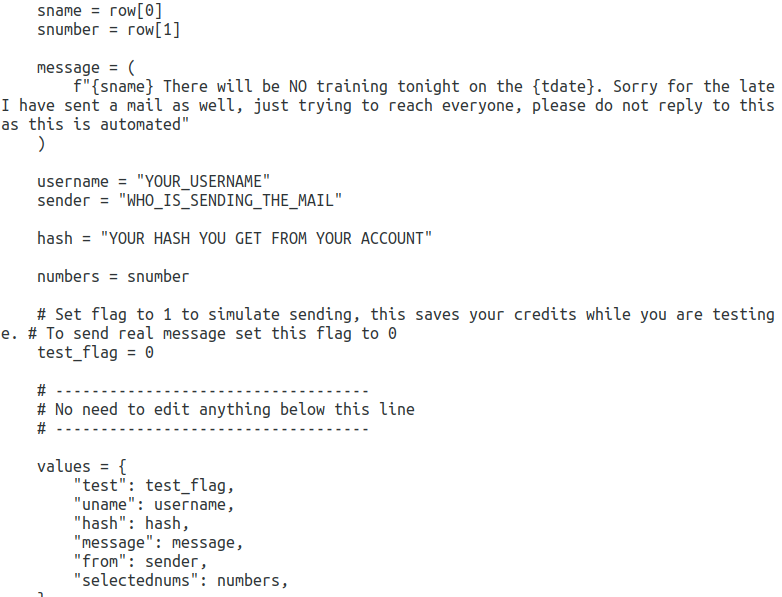 sname = row[0]
snumber = row[1]
message = (
f"{sname} There will be NO training tonight on the {tdate}. Sorry for the late
I have sent a mail as well, just trying to reach everyone, please do not reply to this
as this is automated"
)
username = "YOUR_USERNAME"
sender = "WHO_IS_SENDING_THE_MAIL"
hash = "YOUR HASH YOU GET FROM YOUR ACCOUNT"
numbers = snumber
# Set flag to 1 to simulate sending, this saves your credits while you are testing
e. # To send real message set this flag to 0
test_flag = 0
# -----------------------------------
# No need to edit anything below this line
# -----------------------------------
values = {
"test": test_flag,
"uname": username,
"hash": hash,
"message": message,
"from": sender,
"selectednums": numbers,
}